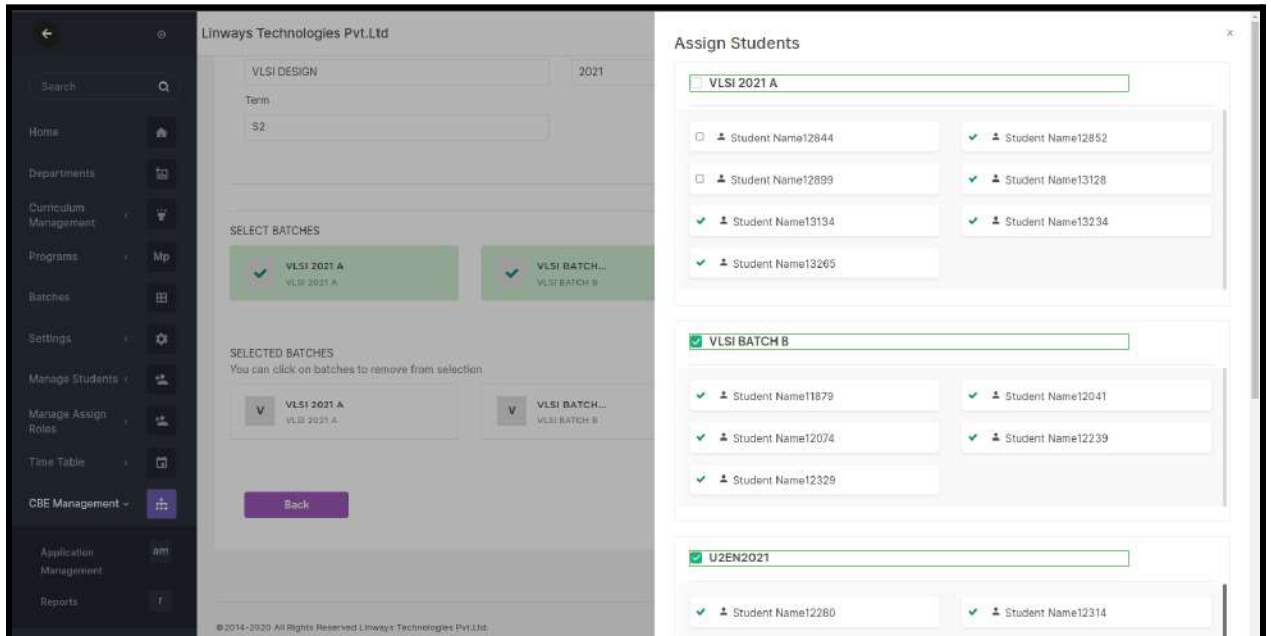 Linways Technologies Pvt.Ltd
Search
Home
Departments
Curriculum
Management
Programs
Mp
Batches
Settings
Manage Students
Manage Assign
Roles
Time Table
CBE Management
Application
Management
am
Reports
r
VLSI DESIGN
2021
Term
S2
SELECT BATCHES
VLSI 2021 A
VLSI 2021 A
VLSI BATCH...
VLSI BATCH B
SELECTED BATCHES
You can click on batches to remove from selection
V
VLSI 2021 A
VLSI 2021 A
V
VLSI BATCH...
VLSI BATCH B
Back
©2014-2020 All Rights Reserved Linways Technologies Pvt.Ltd.
Assign Students
x
VLSI 2021 A
Student Name12844
Student Name12852
Student Name12899
Student Name13128
Student Name13134
Student Name13234
Student Name13265
VLSI BATCH B
Student Name11879
Student Name12041
Student Name12074
Student Name12239
Student Name12329
U2EN2021
Student Name12280
Student Name12314